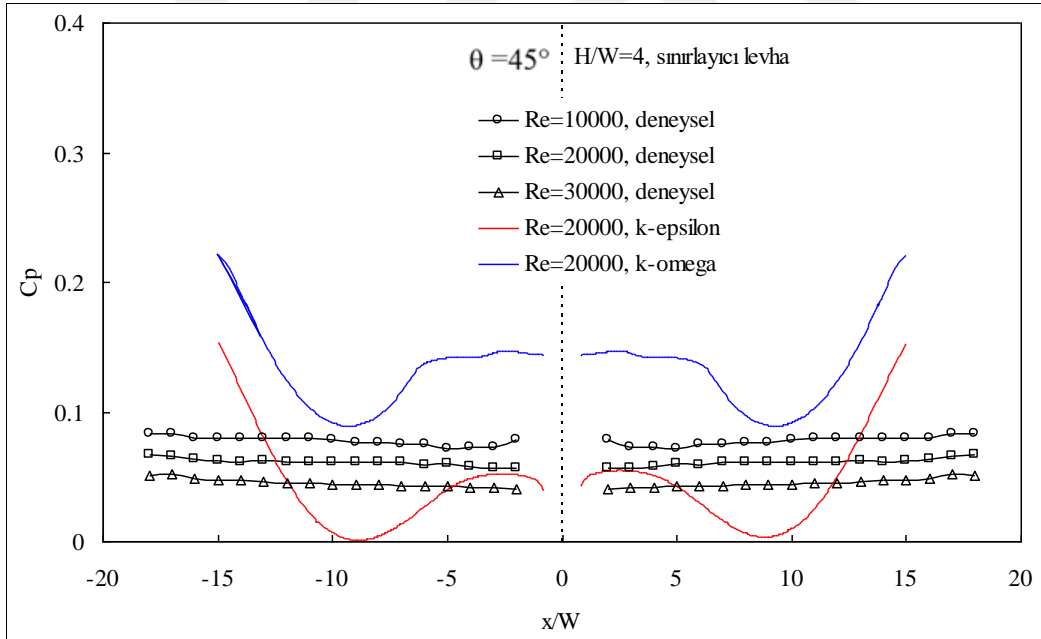 0.4
θ =45° H/W=4, sınırlayıcı levha
Re=10000, deneysel
0.3
Re=20000, deneysel
Re=30000, deneysel
Re=20000, k-epsilon
Re=20000, k-omega
Cp
0.2
0.1
0
-20 -15 -10 -5 0 5 10 15 20
x/W